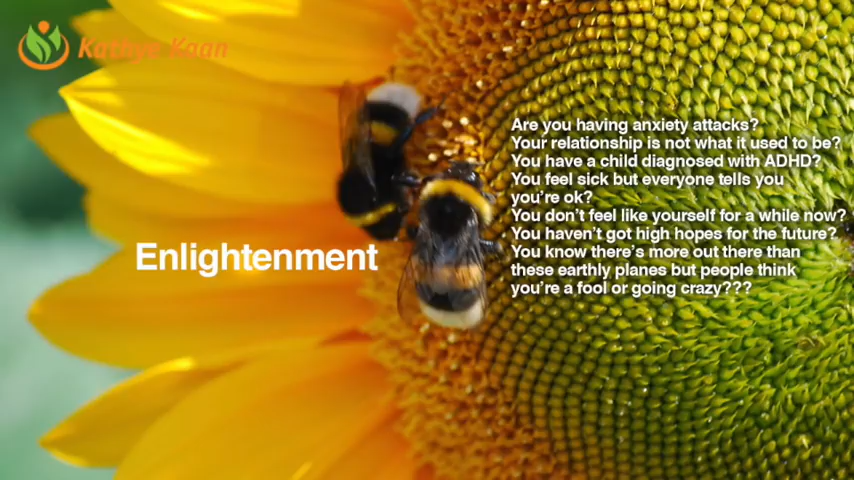 Kathye Kaan
Enlightenment
Are you having anxiety attacks?
Your relationship is not what it used to be?
You have a child diagnosed with ADHD?
You feel sick but everyone tells you
you're ok?
You don't feel like yourself for a while now?
You haven't got high hopes for the future?
You know there's more out there than
these earthly planes but people think
you're a fool or going crazy???